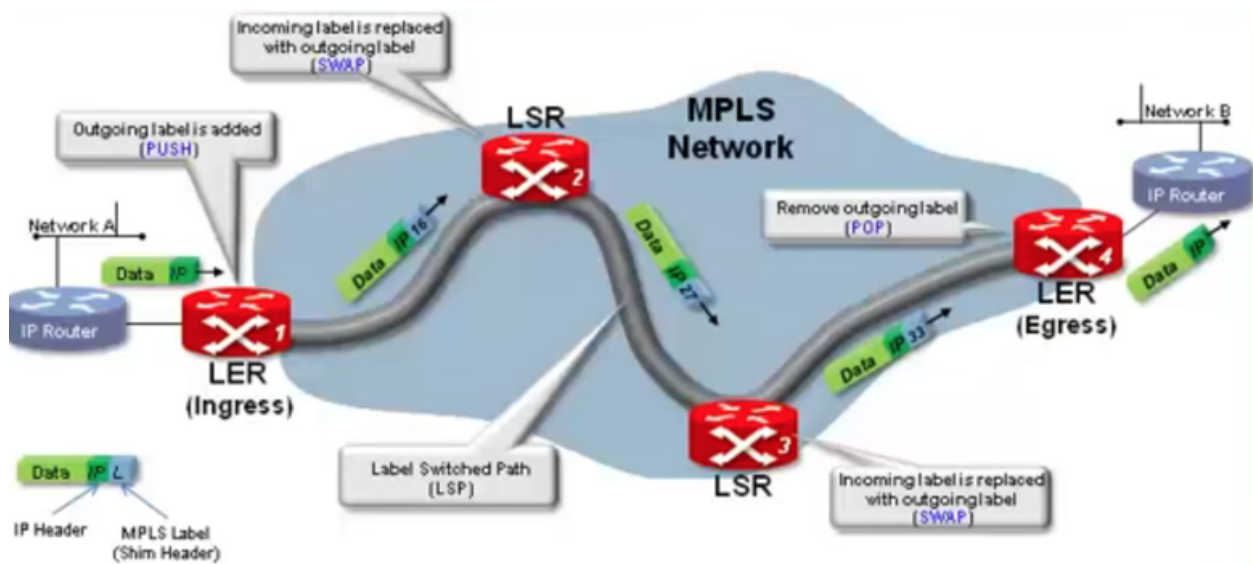 Incoming label is replaced
with outgoing label
(SWAP)
LSR
2
MPLS
Network
Outgoing label is added
(PUSH)
Network B
IP Router
Remove outgoing label
(POP)
Network A
Data IP
Data IP 16
Data IP 27
Data IP
4
LER
(Egress)
IP Router
1
LER
(Ingress)
Data IP 33
3
LSR
Label Switched Path
(LSP)
Incoming label is replaced
with outgoing label
(SWAP)
Data IP L
IP Header
MPLS Label
(Shim Header)